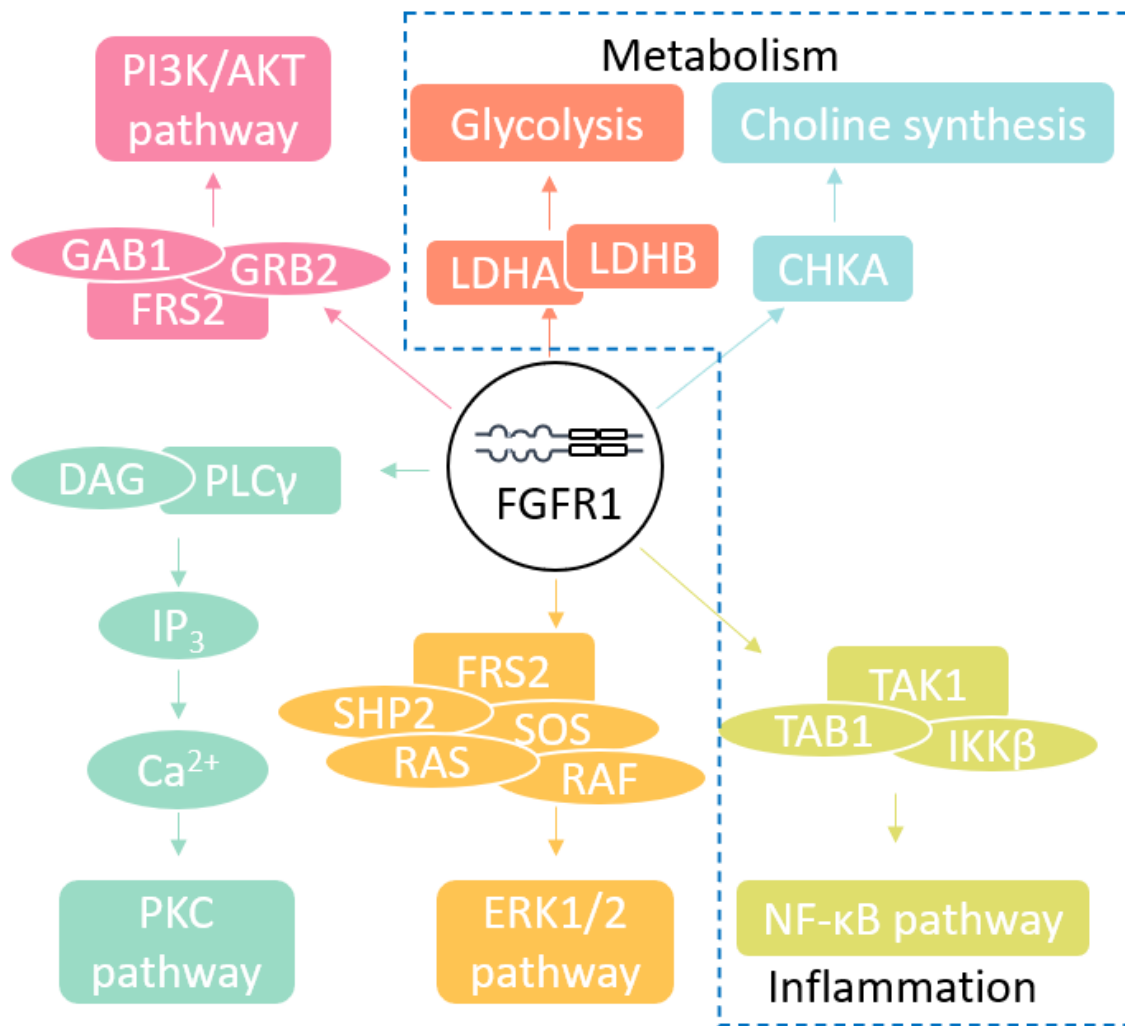 Metabolism
PI3K/AKT
pathway
Glycolysis
Choline synthesis
GAB1
GRB2
FRS2
LDHA
LDHB
CHKA
FGFR1
DAG
PLCγ
IP₃
Ca²⁺
PKC
pathway
FRS2
SHP2
SOS
RAS
RAF
ERK1/2
pathway
TAK1
TAB1
IKKβ
NF-κB pathway
Inflammation